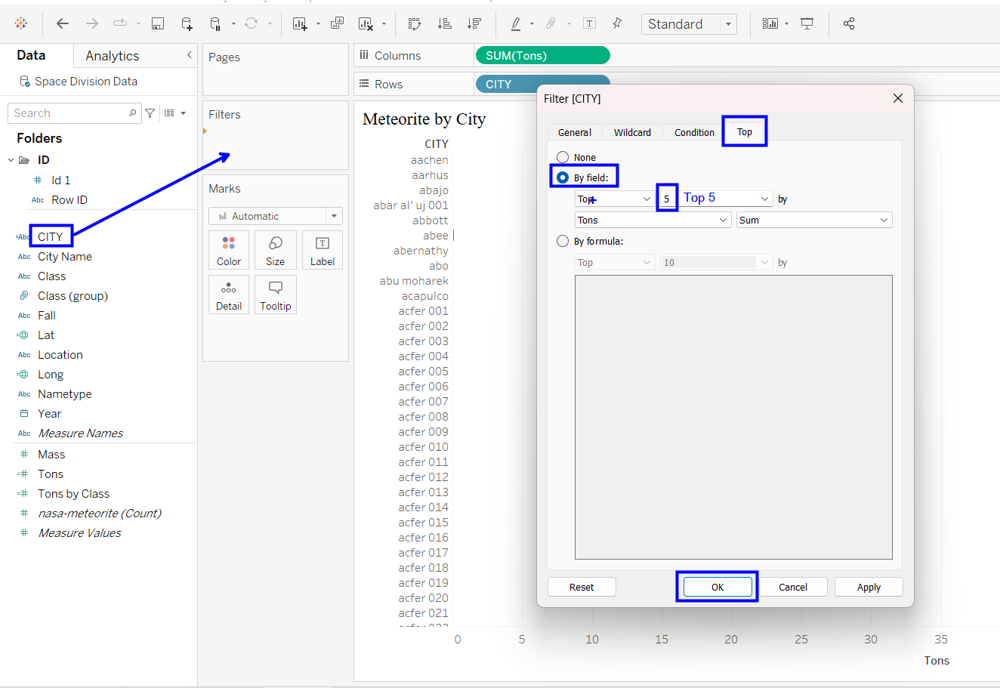 Standard
Data
Analytics
Space Division Data
Search
Folders
ID
# Id 1
Abc Row ID
=Abc CITY
Abc City Name
Abc Class
Class (group)
Abc Fall
Lat
Abc Location
Long
Abc Nametype
Year
Abc Measure Names
# Mass
=# Tons
=# Tons by Class
# nasa-meteorite (Count)
# Measure Values
Pages
Filters
Marks
Automatic
Color
Size
Label
Detail
Tooltip
Columns
SUM(Tons)
Rows
CITY
Meteorite by City
CITY
aachen
aarhus
abajo
abar al' uj 001
abbott
abee
abernathy
abo
abu moharek
acapulco
acfer 001
acfer 002
acfer 003
acfer 004
acfer 005
acfer 006
acfer 007
acfer 008
acfer 009
acfer 010
acfer 011
acfer 012
acfer 013
acfer 014
acfer 015
acfer 016
acfer 017
acfer 018
acfer 019
acfer 020
acfer 021
0 5 10 15 20 25 30 35
Tons
Filter [CITY]
General
Wildcard
Condition
Top
None
By field:
Top 5 Top 5 by
Tons Sum
By formula:
Top 10 by
Reset
OK
Cancel
Apply